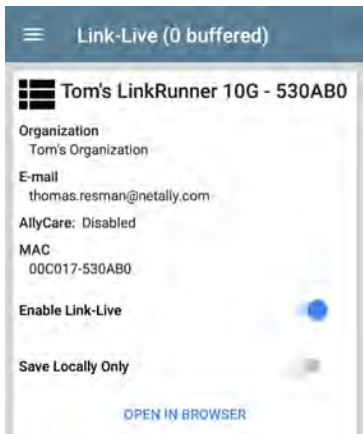 Link-Live (0 buffered)
Tom's LinkRunner 10G - 530AB0
Organization
Tom's Organization
E-mail
thomas.resman@netally.com
AllyCare: Disabled
MAC
00C017-530AB0
Enable Link-Live
Save Locally Only
OPEN IN BROWSER